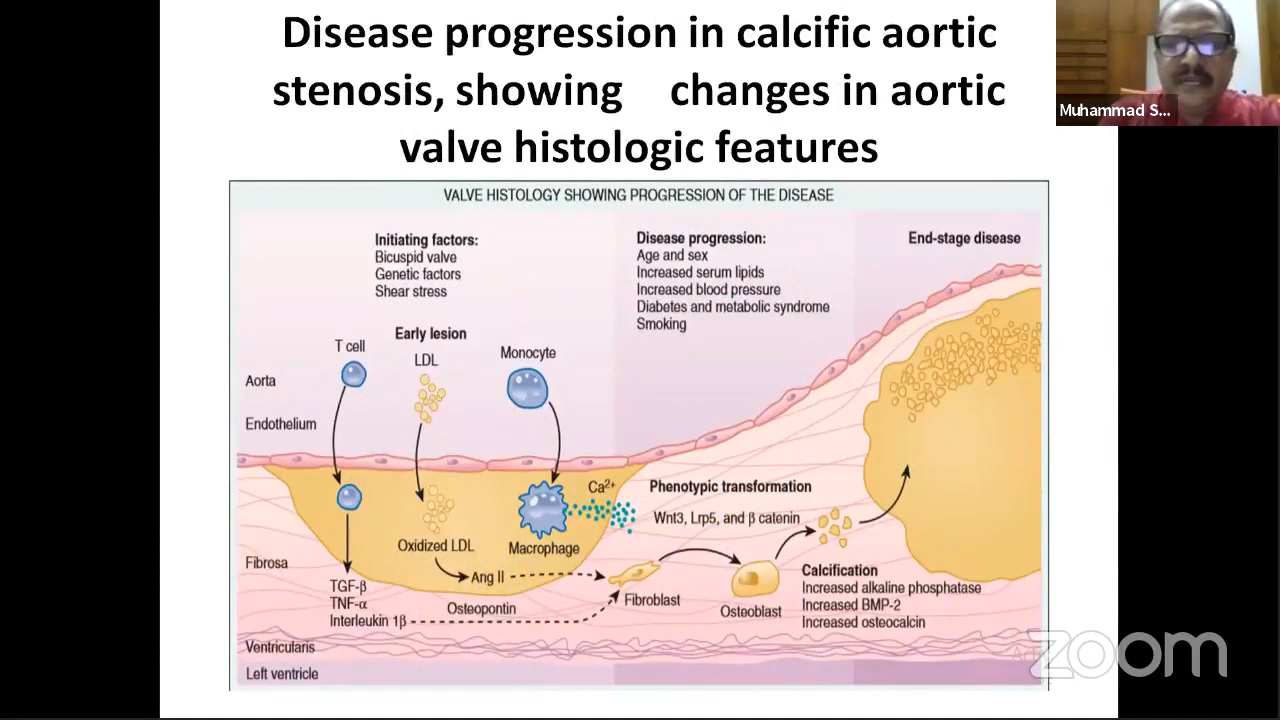 Disease progression in calcific aortic
stenosis, showing changes in aortic
valve histologic features
Muhammad S...
VALVE HISTOLOGY SHOWING PROGRESSION OF THE DISEASE
Initiating factors:
Bicuspid valve
Genetic factors
Shear stress
Disease progression:
Age and sex
Increased serum lipids
Increased blood pressure
Diabetes and metabolic syndrome
Smoking
End-stage disease
Early lesion
T cell
LDL
Monocyte
Aorta
Endothelium
Ca²⁺
Phenotypic transformation
Wnt3, Lrp5, and β catenin
Oxidized LDL
Macrophage
Fibrosa
Ang II
TGF-β
TNF-α
Interleukin 1β
Osteopontin
Fibroblast
Osteoblast
Calcification
Increased alkaline phosphatase
Increased BMP-2
Increased osteocalcin
Ventricularis
Left ventricle
zoom